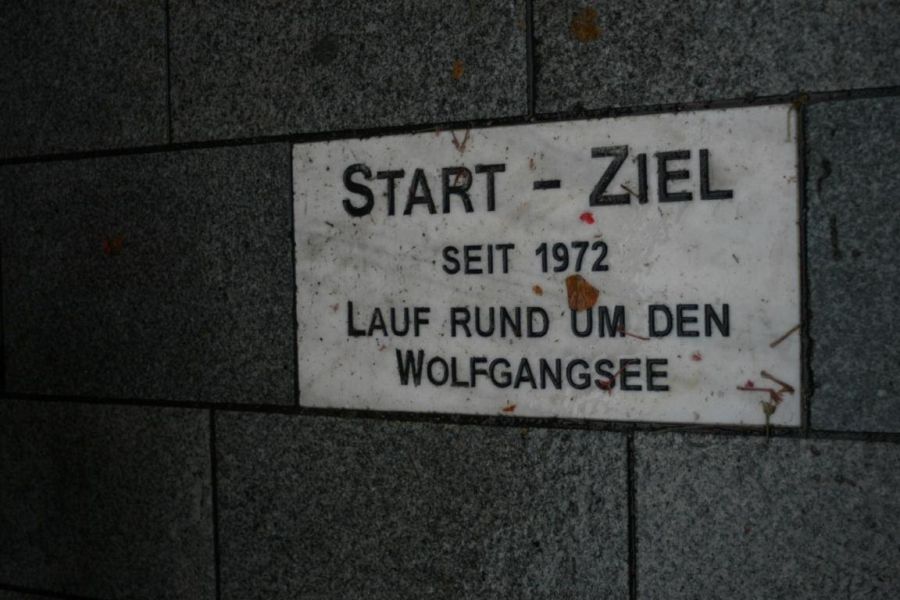 START - ZIEL
SEIT 1972
LAUF RUND UM DEN
WOLFGANGSEE